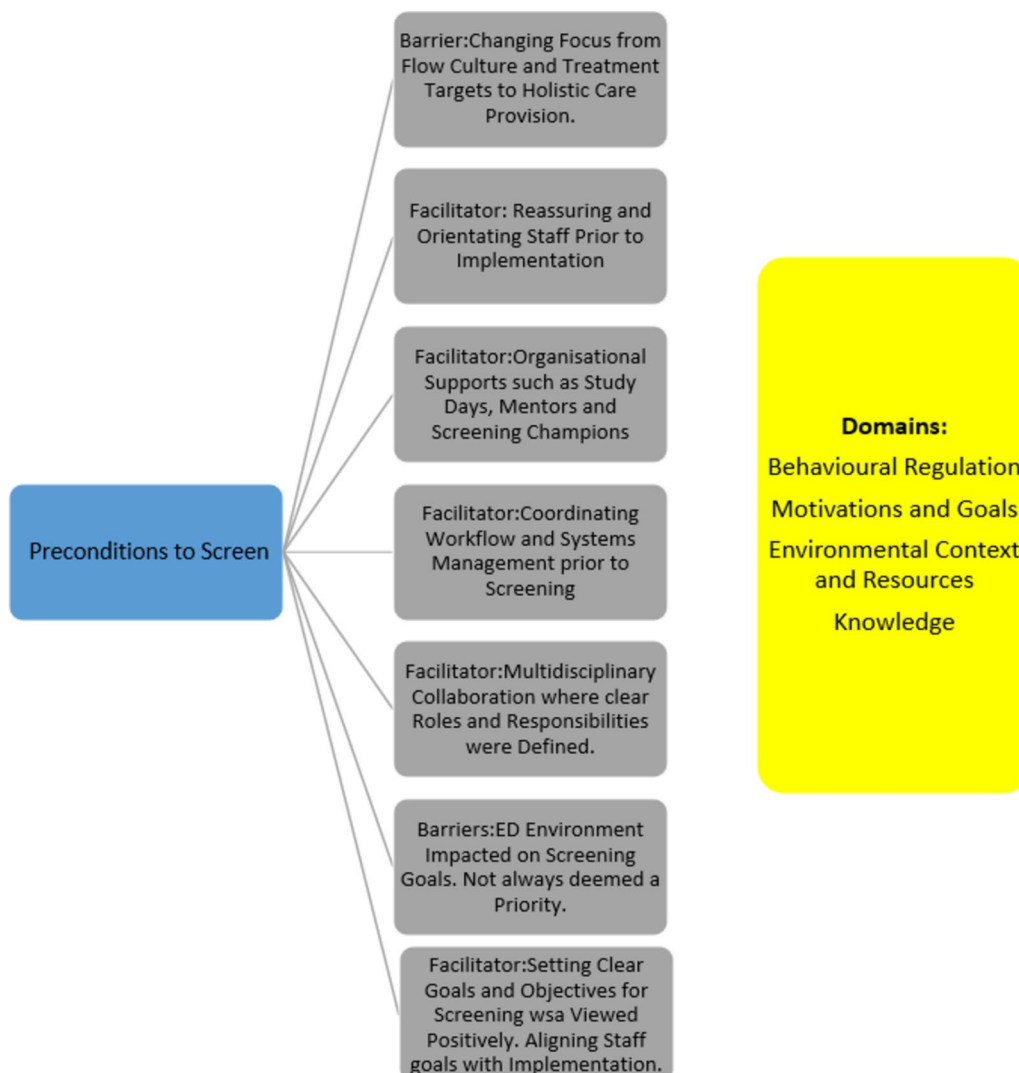 Barrier:Changing Focus from
Flow Culture and Treatment
Targets to Holistic Care
Provision.
Facilitator: Reassuring and
Orientating Staff Prior to
Implementation
Facilitator:Organisational
Supports such as Study
Days, Mentors and
Screening Champions
Preconditions to Screen
Facilitator:Coordinating
Workflow and Systems
Management prior to
Screening
Facilitator:Multidisciplinary
Collaboration where clear
Roles and Responsibilities
were Defined.
Barriers:ED Environment
Impacted on Screening
Goals. Not always deemed a
Priority.
Facilitator:Setting Clear
Goals and Objectives for
Screening wsa Viewed
Positively. Aligning Staff
goals with Implementation.
Domains:
Behavioural Regulation
Motivations and Goals
Environmental Context
and Resources
Knowledge